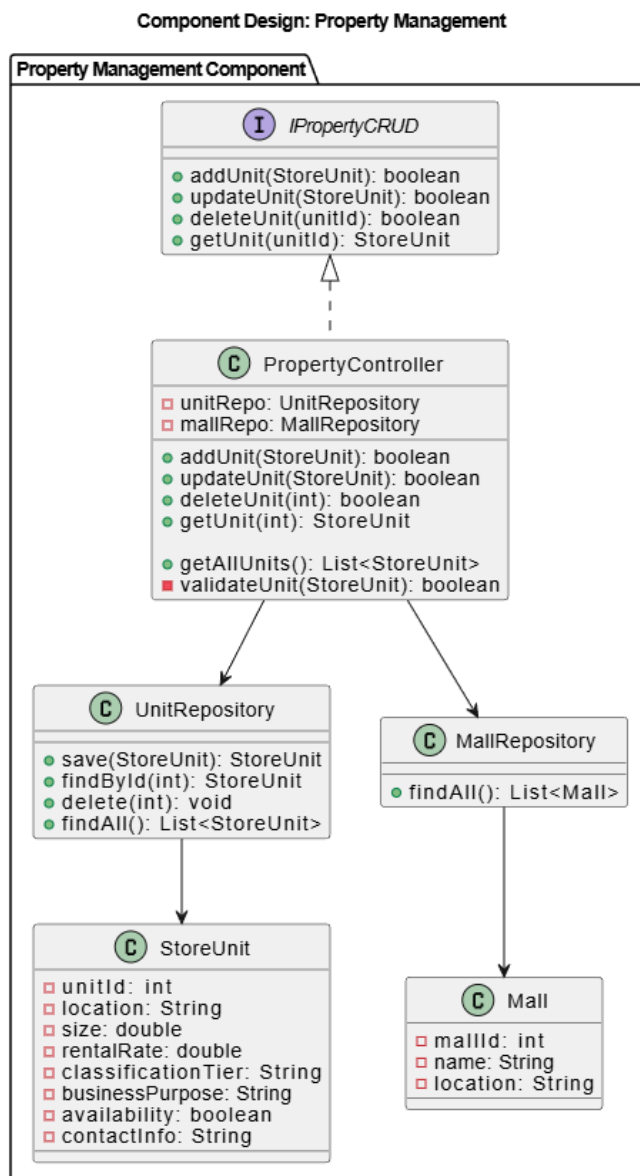 Component Design: Property Management
Property Management Component
I IPropertyCRUD
addUnit(StoreUnit): boolean
updateUnit(StoreUnit): boolean
deleteUnit(unitId): boolean
getUnit(unitId): StoreUnit
C PropertyController
unitRepo: UnitRepository
mallRepo: MallRepository
addUnit(StoreUnit): boolean
updateUnit(StoreUnit): boolean
deleteUnit(int): boolean
getUnit(int): StoreUnit
getAllUnits(): List<StoreUnit>
validateUnit(StoreUnit): boolean
C UnitRepository
save(StoreUnit): StoreUnit
findById(int): StoreUnit
delete(int): void
findAll(): List<StoreUnit>
C MallRepository
findAll(): List<Mall>
C StoreUnit
unitId: int
location: String
size: double
rentalRate: double
classificationTier: String
businessPurpose: String
availability: boolean
contactInfo: String
C Mall
mallId: int
name: String
location: String